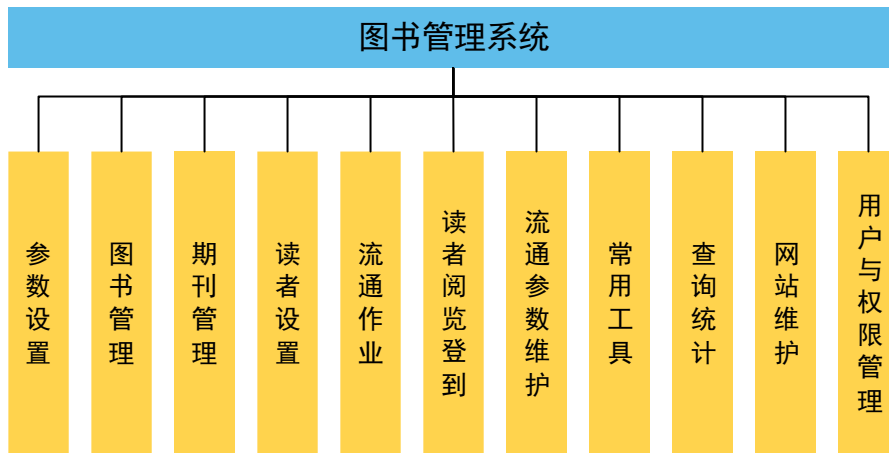 图书管理系统
参数设置
图书管理
期刊管理
读者设置
流通作业
读者阅览登到
流通参数维护
常用工具
查询统计
网站维护
用户与权限管理